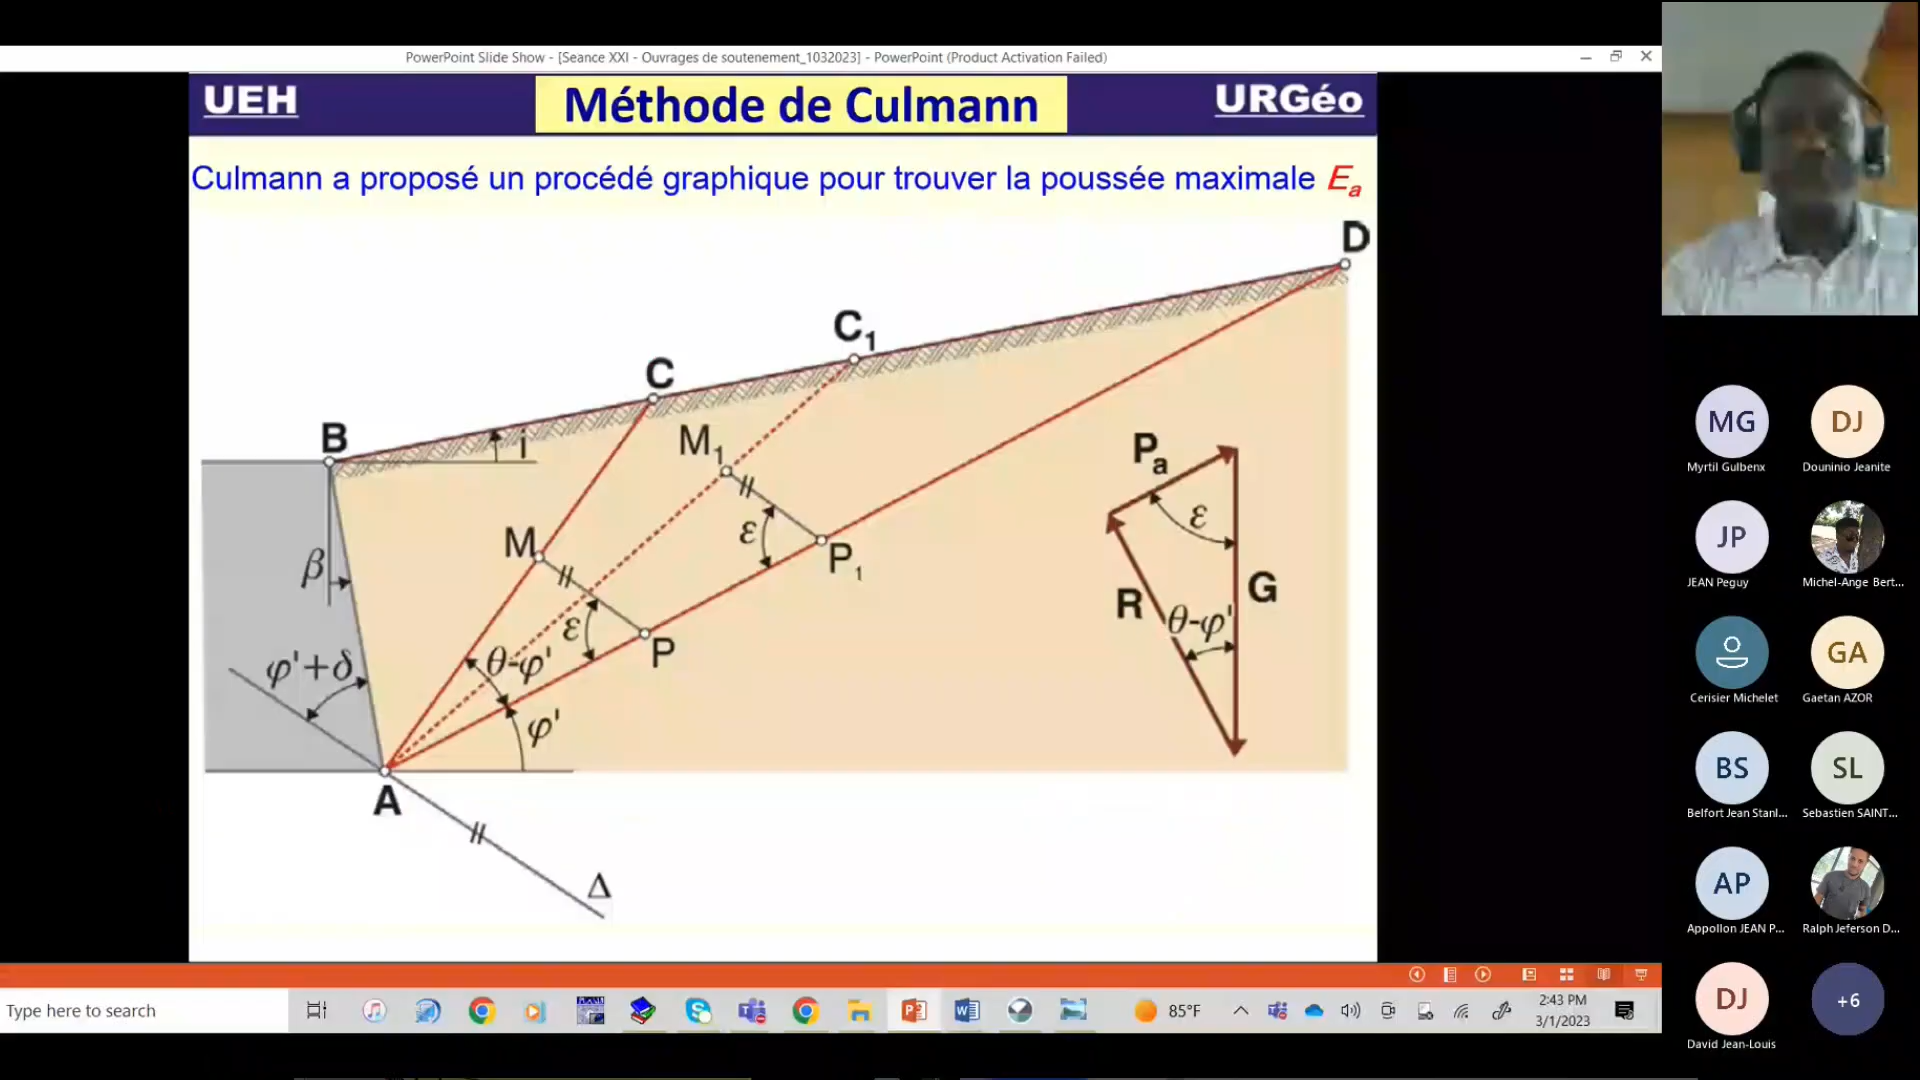 PowerPoint Slide Show - [Seance XXI - Ouvrages de soutenement_1032023] - PowerPoint (Product Activation Failed)
UEH
Méthode de Culmann
URGéo
Culmann a proposé un procédé graphique pour trouver la poussée maximale Ea
D
C1
C
B
i
M1
Pa
ε
ε
P1
M
β
G
R
θ-φ'
ε
P
θ-φ'
φ'+δ
φ'
A
Δ
MG
Myrtil Gulbenx
DJ
Douninio Jeanite
JP
JEAN Peguy
Michel-Ange Bert...
Cerisier Michelet
GA
Gaetan AZOR
BS
Belfort Jean Stanl...
SL
Sebastien SAINT...
AP
Appollon JEAN P...
Ralph Jeferson D...
DJ
David Jean-Louis
+6
Type here to search
85°F
2:43 PM
3/1/2023